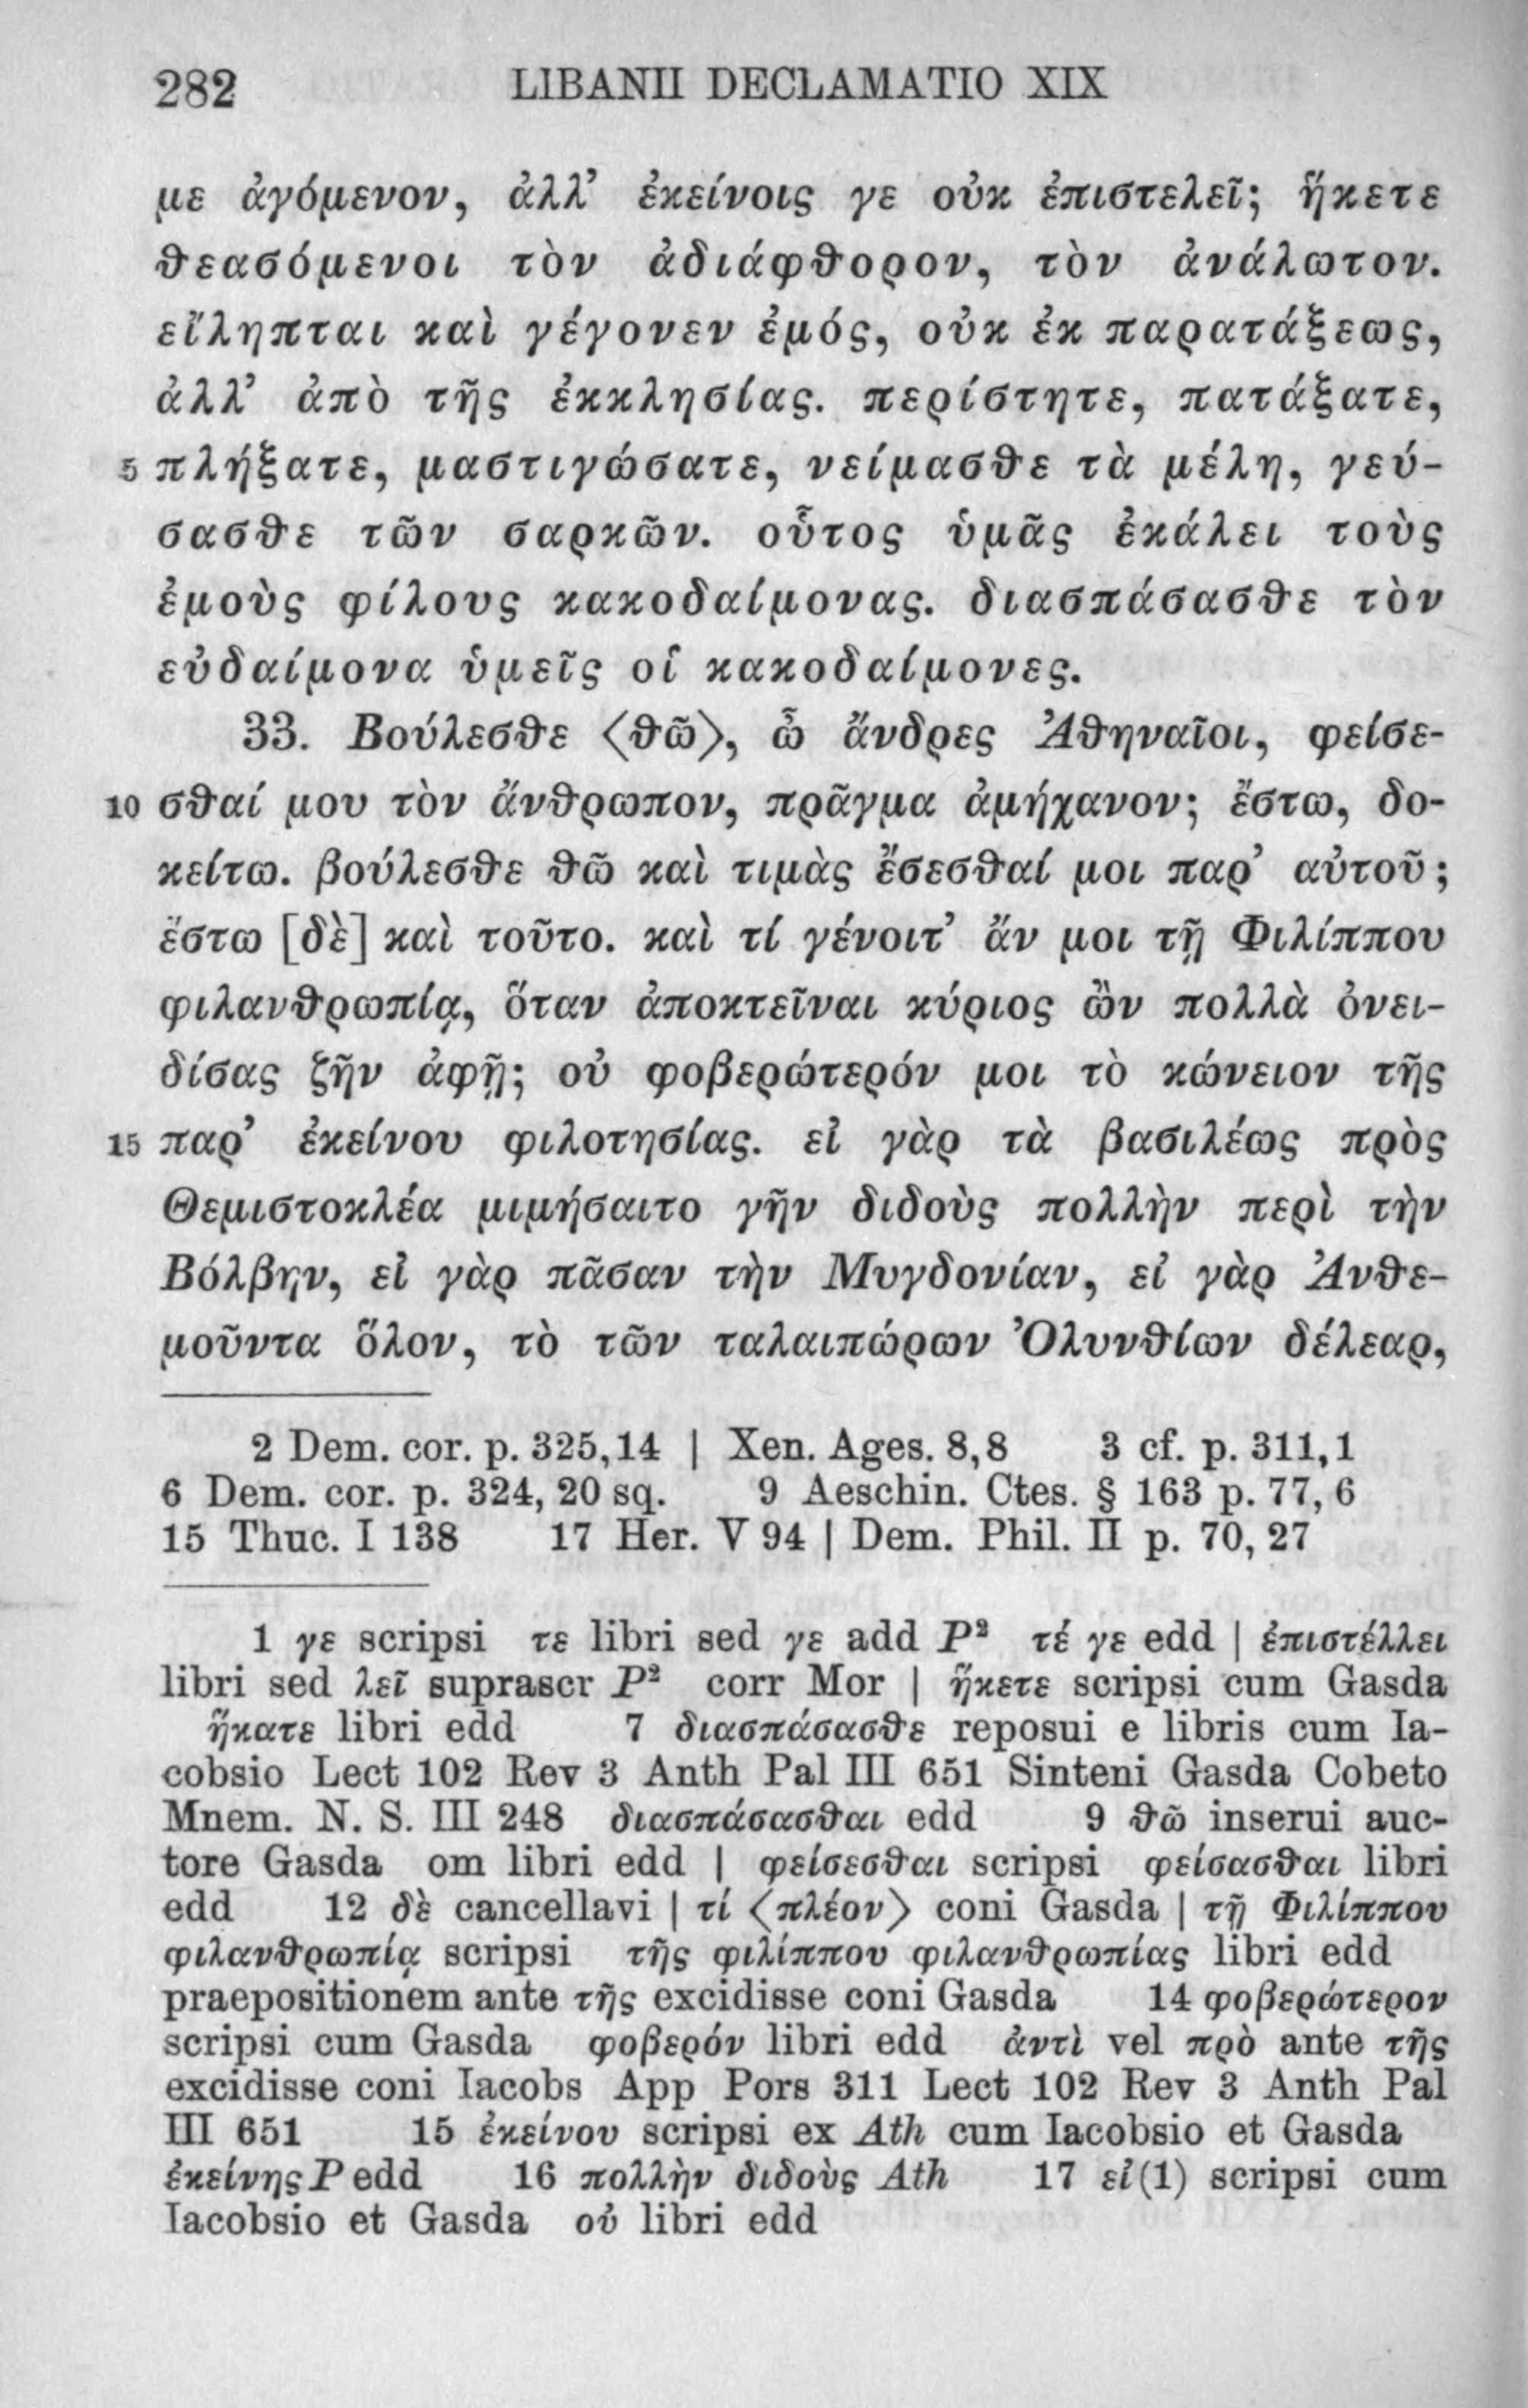 282 LIBANII DECLAMATIO XIX
με ἀγόμενον, ἀλλ’ ἐκείνοις γε οὐκ ἐπιστελεῖ; ἥκετε
θεασόμενοι τὸν ἀδιάφθορον, τὸν ἀνάλωτον.
εἴληπται καὶ γέγονεν ἐμός, οὐκ ἐκ παρατάξεως,
ἀλλ’ ἀπὸ τῆς ἐκκλησίας. περίστητε, πατάξατε,
5 πλήξατε, μαστιγώσατε, νείμασθε τὰ μέλη, γεύ-
σασθε τῶν σαρκῶν. οὗτος ὑμᾶς ἐκάλει τοὺς
ἐμοὺς φίλους κακοδαίμονας. διασπάσασθε τὸν
εὐδαίμονα ὑμεῖς οἱ κακοδαίμονες.
33. Βούλεσθε ⟨θῶ⟩, ὦ ἄνδρες Ἀθηναῖοι, φείσε-
10 σθαί μου τὸν ἄνθρωπον, πρᾶγμα ἀμήχανον; ἔστω, δο-
κείτω. βούλεσθε θῶ καὶ τιμὰς ἔσεσθαί μοι παρ’ αὐτοῦ;
ἔστω [δὲ] καὶ τοῦτο. καὶ τί γένοιτ’ ἄν μοι τῇ Φιλίππου
φιλανθρωπίᾳ, ὅταν ἀποκτεῖναι κύριος ὢν πολλὰ ὀνει-
δίσας ζῆν ἀφῇ; οὐ φοβερώτερόν μοι τὸ κώνειον τῆς
15 παρ’ ἐκείνου φιλοτησίας. εἰ γὰρ τὰ βασιλέως πρὸς
Θεμιστοκλέα μιμήσαιτο γῆν διδοὺς πολλὴν περὶ τὴν
Βόλβην, εἰ γὰρ πᾶσαν τὴν Μυγδονίαν, εἰ γὰρ Ἀνθε-
μοῦντα ὅλον, τὸ τῶν ταλαιπώρων Ὀλυνθίων δέλεαρ,
2 Dem. cor. p. 325,14 | Xen. Ages. 8,8 3 cf. p. 311,1
6 Dem. cor. p. 324, 20 sq. 9 Aeschin. Ctes. § 163 p. 77, 6
15 Thuc. I 138 17 Her. V 94 | Dem. Phil. II p. 70, 27
1 γε scripsi τε libri sed γε add P² τέ γε edd | ἐπιστέλλει
libri sed λεῖ suprascr P² corr Mor | ἥκετε scripsi cum Gasda
ἥκατε libri edd 7 διασπάσασθε reposui e libris cum Ia-
cobsio Lect 102 Rev 3 Anth Pal III 651 Sinteni Gasda Cobeto
Mnem. N. S. III 248 διασπάσασθαι edd 9 θῶ inserui auc-
tore Gasda om libri edd | φείσεσθαι scripsi φείσασθαι libri
edd 12 δὲ cancellavi | τί ⟨πλέον⟩ coni Gasda | τῇ Φιλίππου
φιλανθρωπίᾳ scripsi τῆς φιλίππου φιλανθρωπίας libri edd
praepositionem ante τῆς excidisse coni Gasda 14 φοβερώτερον
scripsi cum Gasda φοβερόν libri edd ἀντὶ vel πρὸ ante τῆς
excidisse coni Iacobs App Pors 311 Lect 102 Rev 3 Anth Pal
III 651 15 ἐκείνου scripsi ex Ath cum Iacobsio et Gasda
ἐκείνης P edd 16 πολλὴν διδοὺς Ath 17 εἰ(1) scripsi cum
Iacobsio et Gasda οὐ libri edd